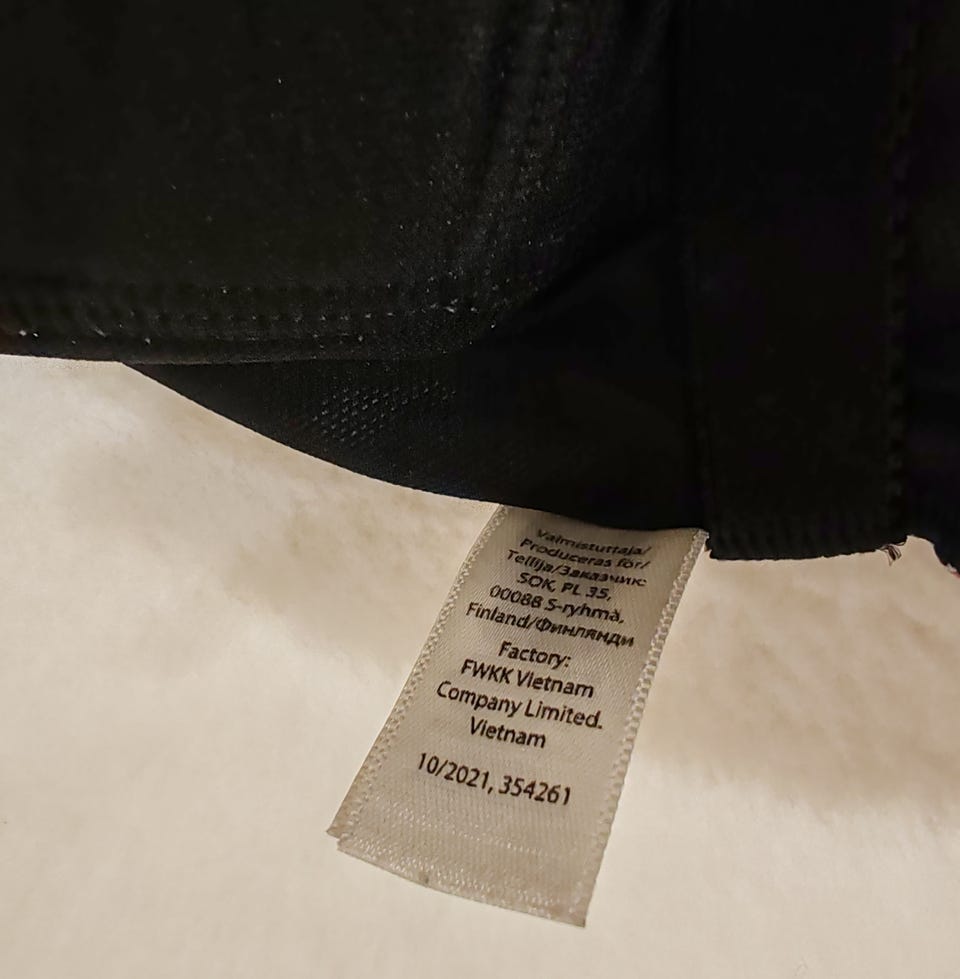 Valmistuttaja/
Produceras för/
Tellija/Заказчик:
SOK, PL 35,
00088 S-ryhmä,
Finland/Финлянди
Factory:
FWKK Vietnam
Company Limited.
Vietnam
10/2021, 354261